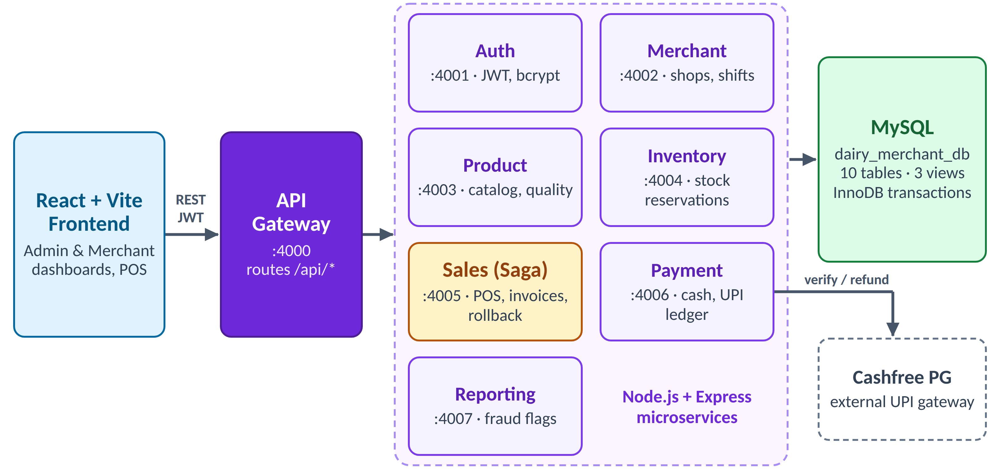 React + Vite
Frontend
Admin & Merchant
dashboards, POS
REST
JWT
API
Gateway
:4000
routes /api/*
Auth
:4001 · JWT, bcrypt
Merchant
:4002 · shops, shifts
Product
:4003 · catalog, quality
Inventory
:4004 · stock
reservations
Sales (Saga)
:4005 · POS, invoices,
rollback
Payment
:4006 · cash, UPI
ledger
Reporting
:4007 · fraud flags
Node.js + Express
microservices
MySQL
dairy_merchant_db
10 tables · 3 views
InnoDB transactions
verify / refund
Cashfree PG
external UPI gateway